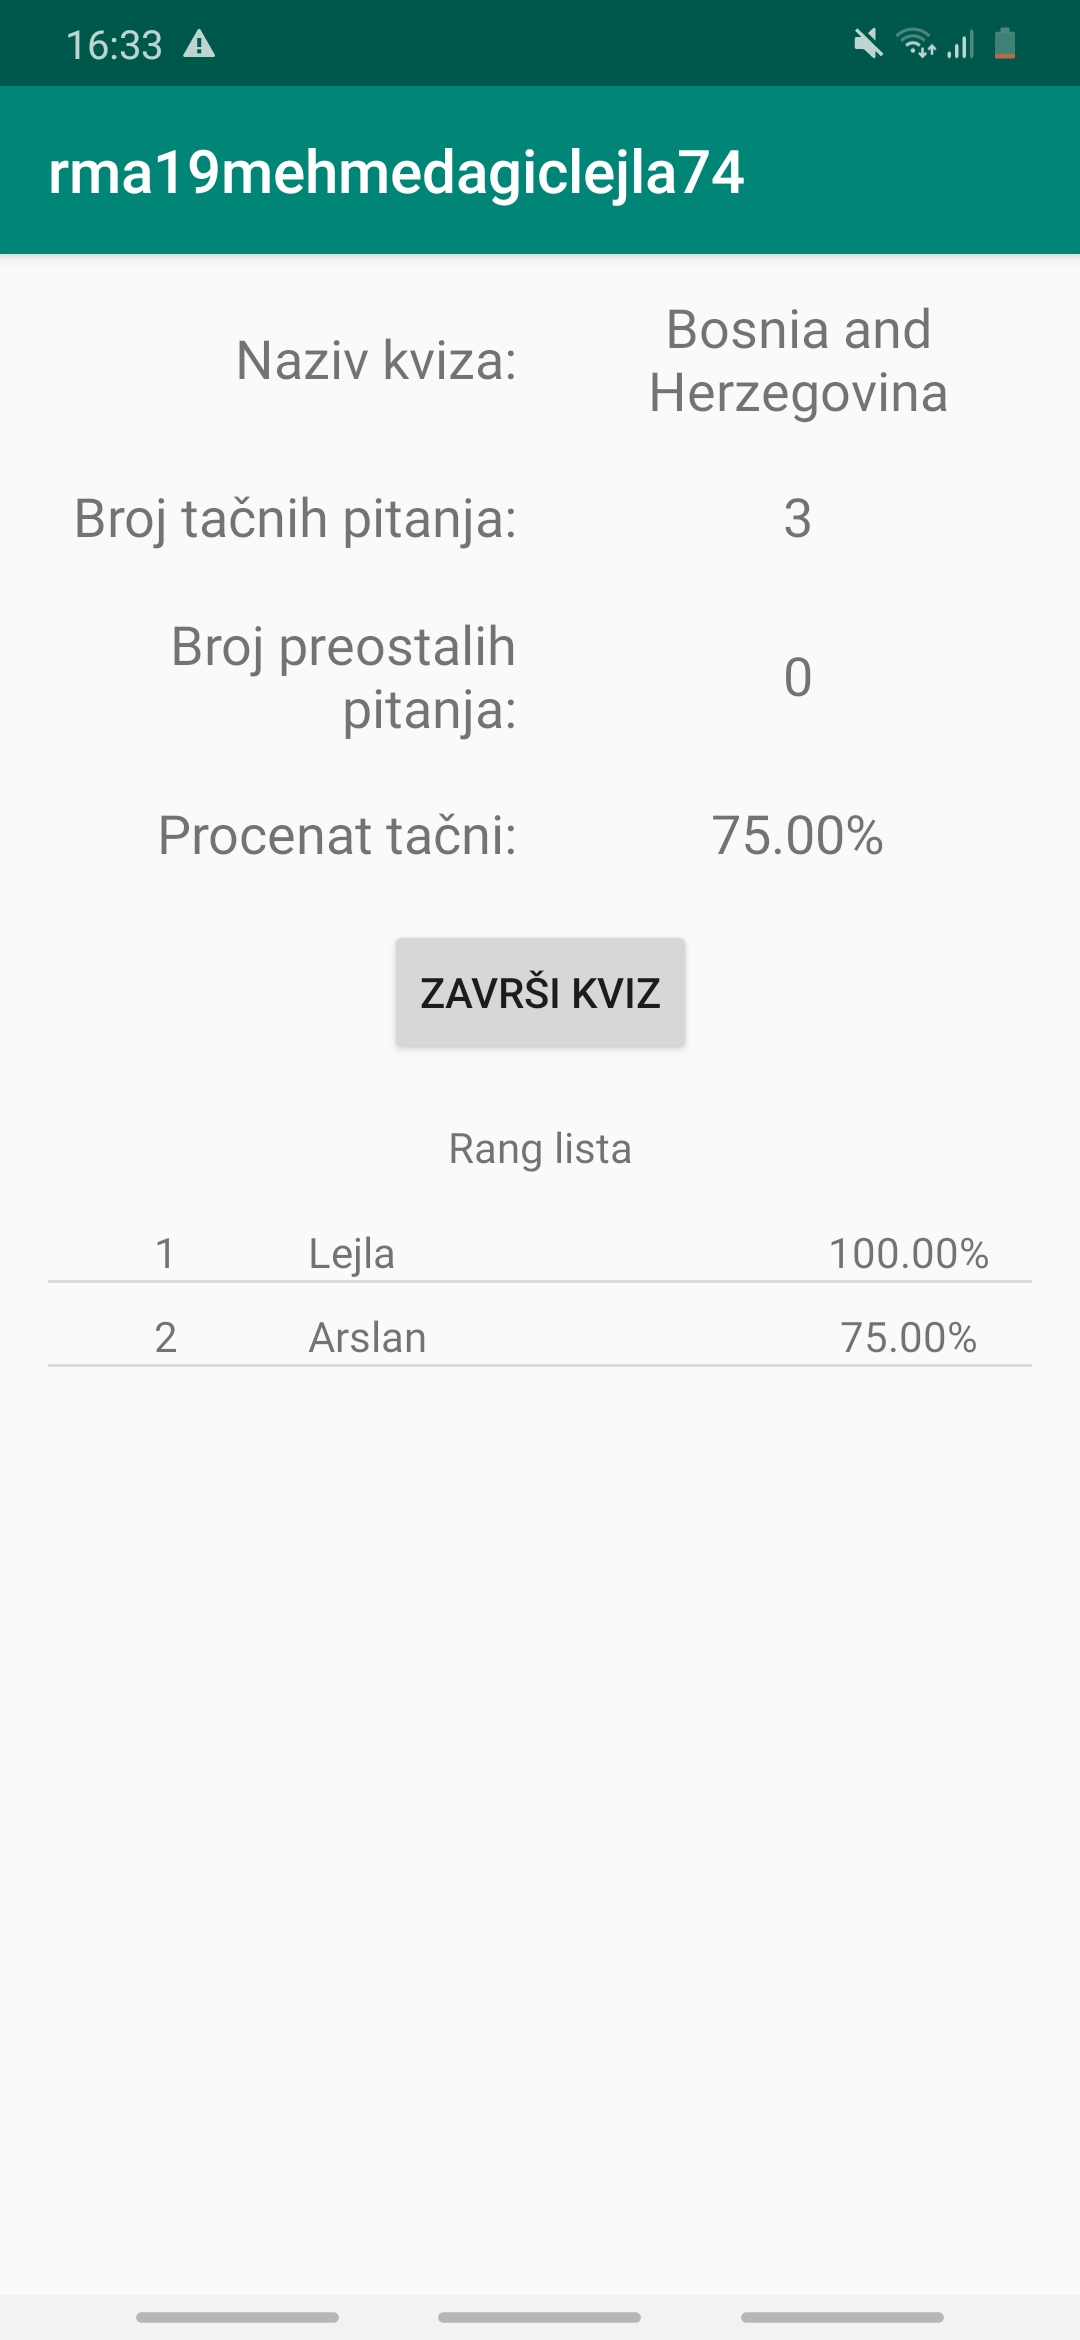 16:33
rma19mehmedagiclejla74
Naziv kviza:
Bosnia and
Herzegovina
Broj tačnih pitanja:
3
Broj preostalih
pitanja:
0
Procenat tačni:
75.00%
ZAVRŠI KVIZ
Rang lista
1 Lejla 100.00%
2 Arslan 75.00%